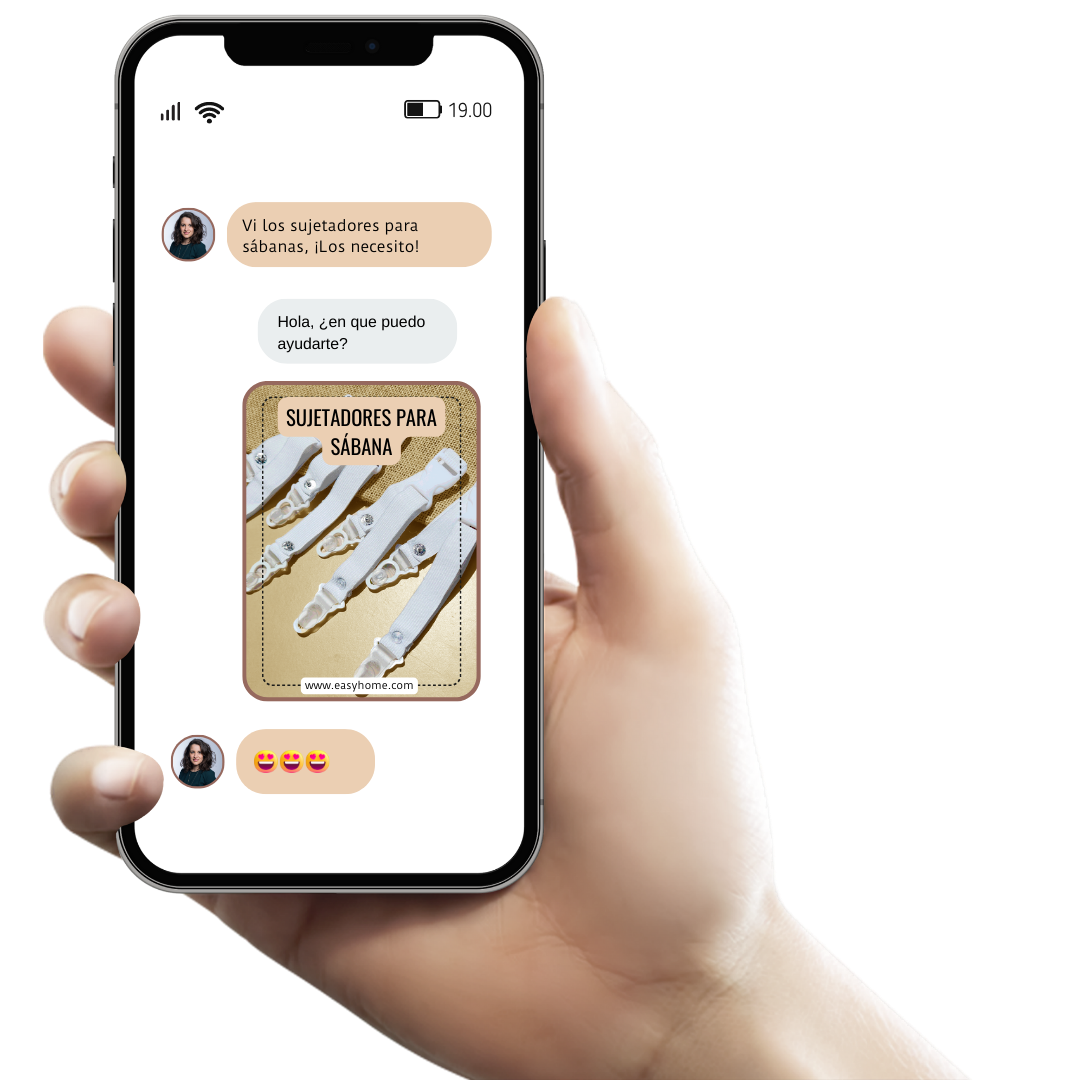 19.00
Vi los sujetadores para
sábanas, ¡Los necesito!
Hola, ¿en que puedo
ayudarte?
SUJETADORES PARA
SÁBANA
www.easyhome.com
😍😍😍